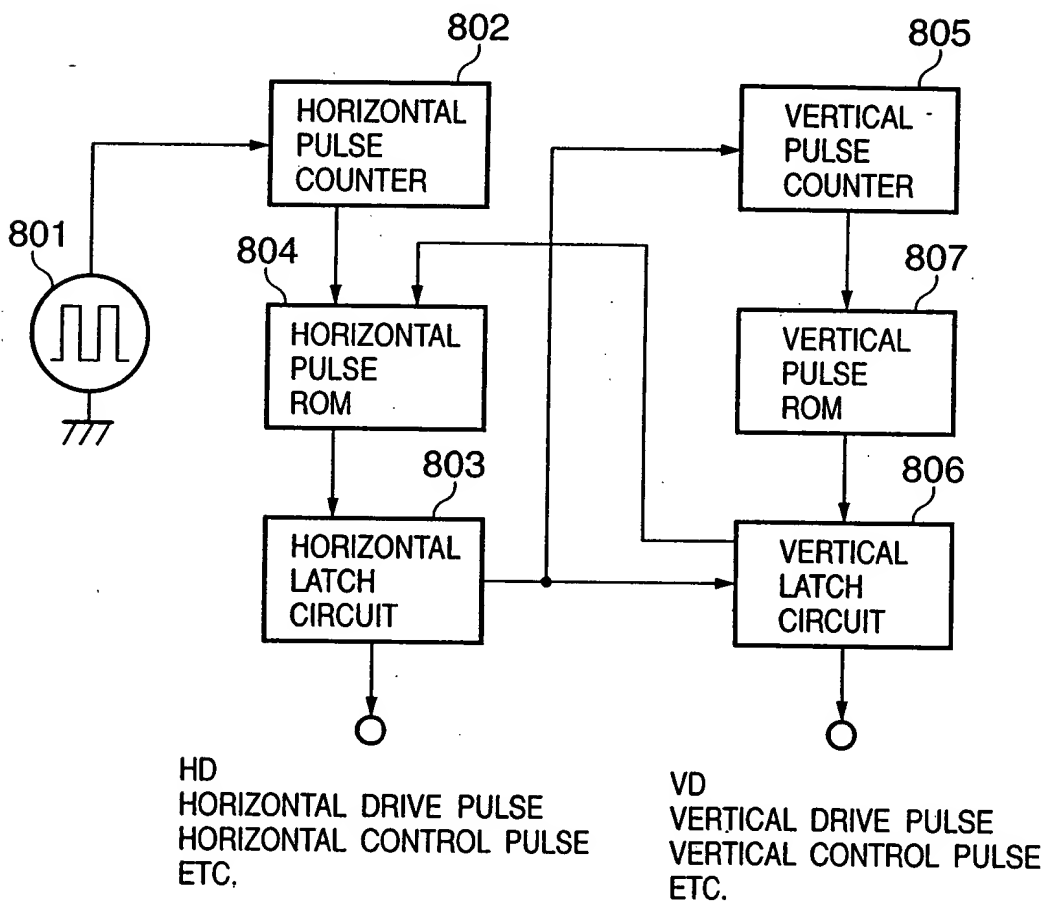 802
HORIZONTAL
PULSE
COUNTER
805
VERTICAL
PULSE
COUNTER
801
804
HORIZONTAL
PULSE
ROM
807
VERTICAL
PULSE
ROM
803
HORIZONTAL
LATCH
CIRCUIT
806
VERTICAL
LATCH
CIRCUIT
HD
HORIZONTAL DRIVE PULSE
HORIZONTAL CONTROL PULSE
ETC.
VD
VERTICAL DRIVE PULSE
VERTICAL CONTROL PULSE
ETC.